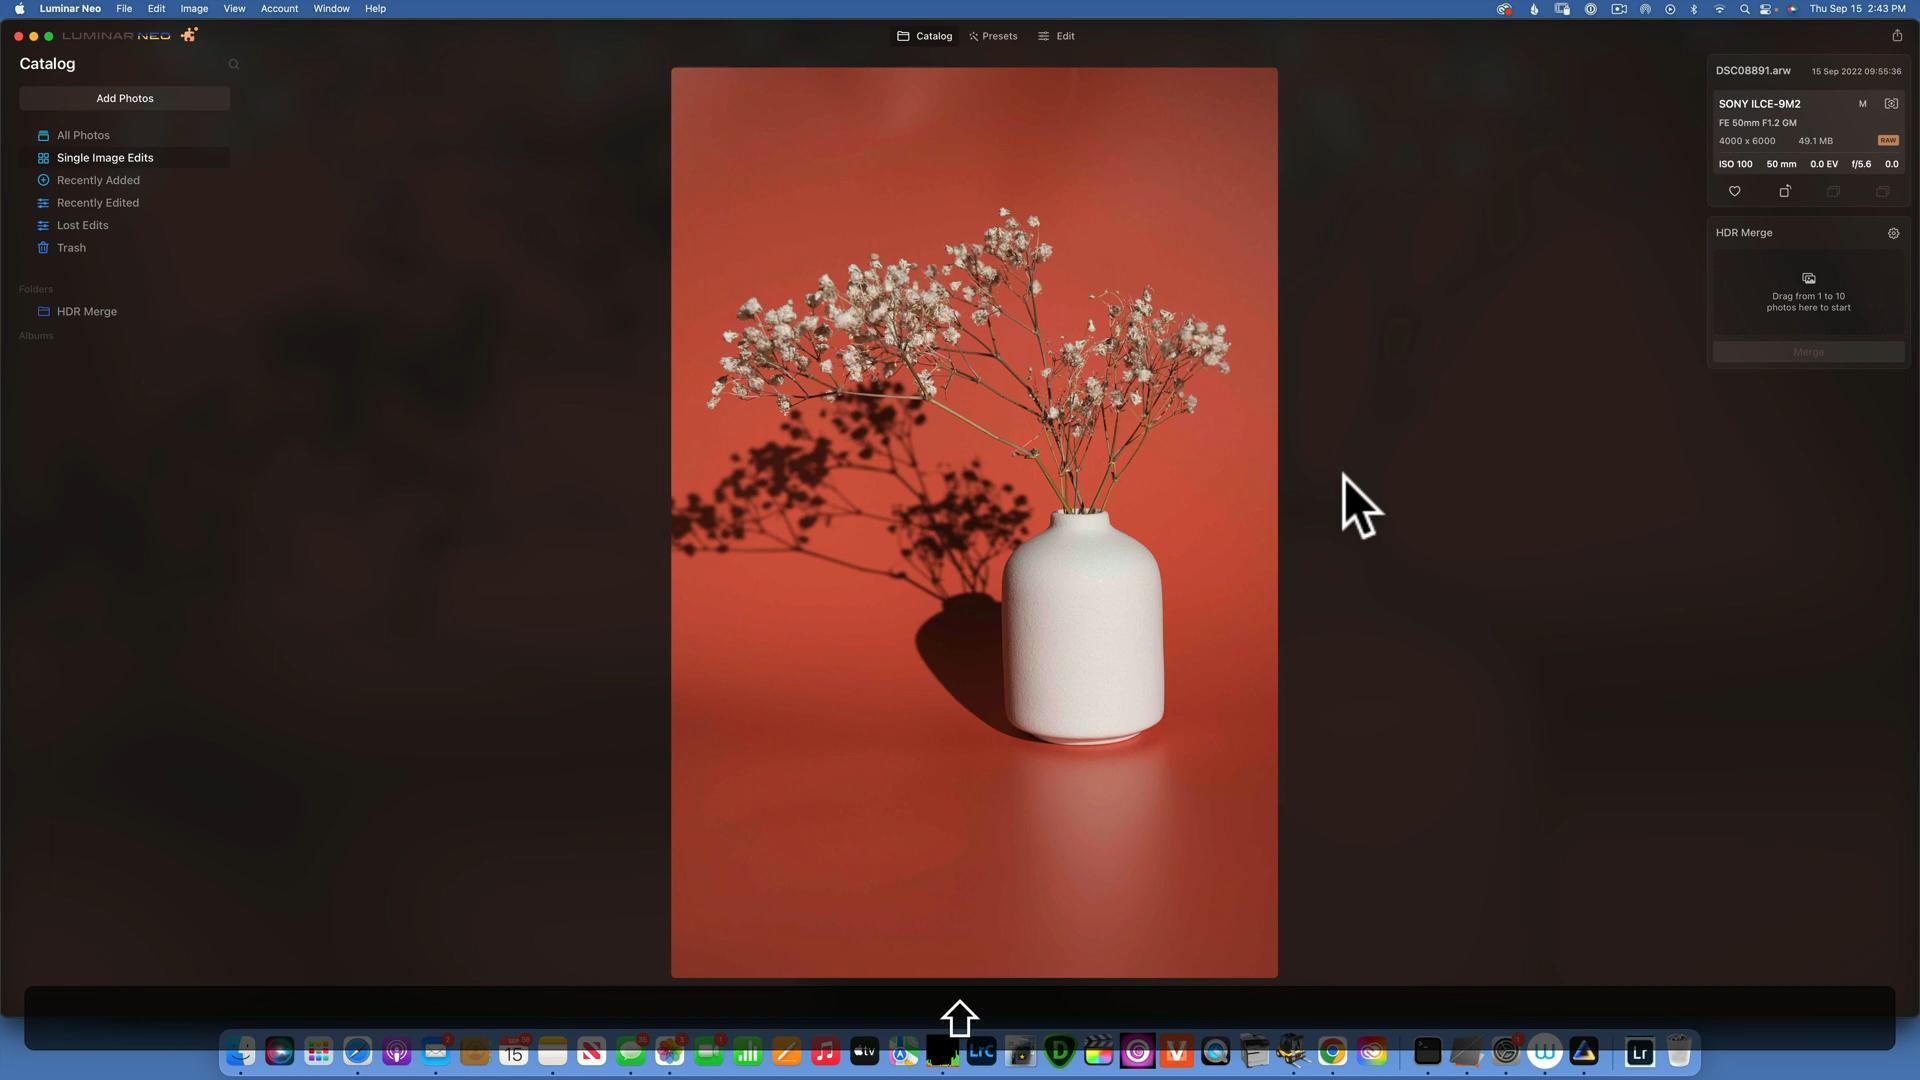 Luminar Neo File Edit Image View Account Window Help Thu Sep 15 2:43 PM
LUMINAR NEO Catalog Presets Edit
Catalog
Add Photos
All Photos
Single Image Edits
Recently Added
Recently Edited
Lost Edits
Trash
Folders
HDR Merge
Albums
DSC08891.arw 15 Sep 2022 09:55:36
SONY ILCE-9M2 M
FE 50mm F1.2 GM
4000 x 6000 49.1 MB RAW
ISO 100 50 mm 0.0 EV f/5.6 0.0
HDR Merge
Drag from 1 to 10
photos here to start
Merge
15
tv
LrC
D
V
W
Lr